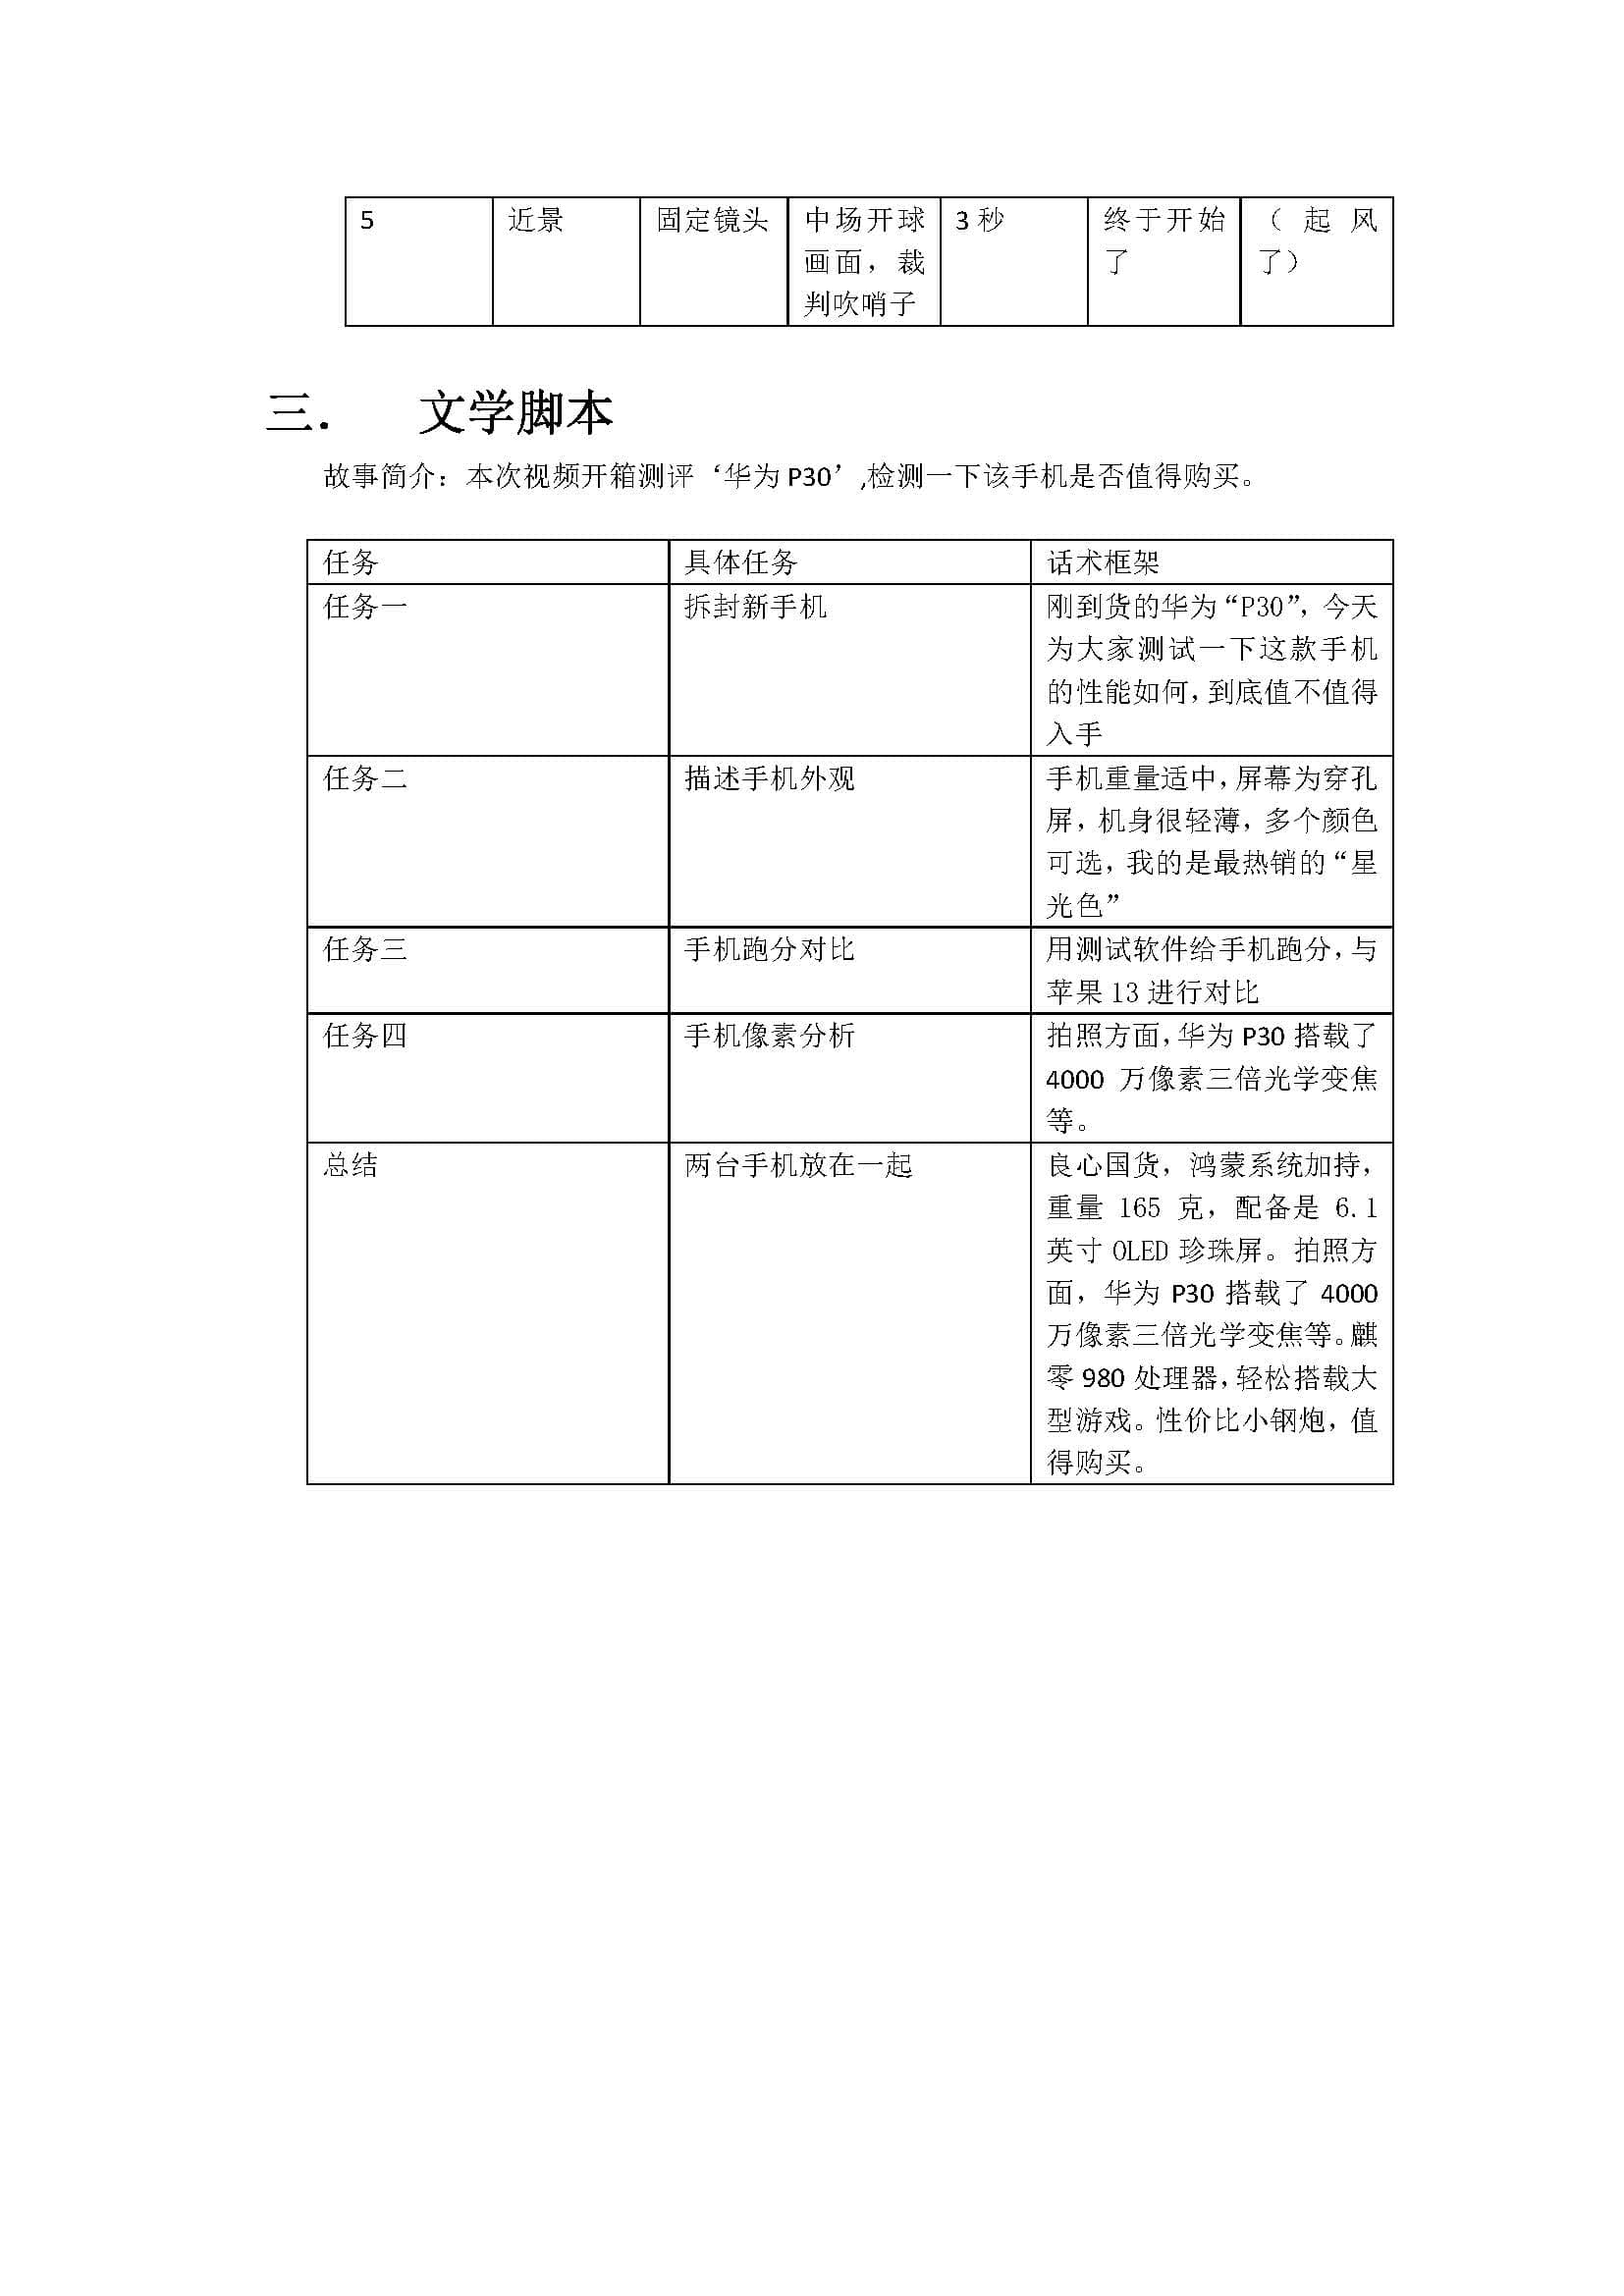 5 近景 固定镜头 中场开球 3 秒 终于开始 （起风
画面，裁 了 了）
判吹哨子
三. 文学脚本
故事简介：本次视频开箱测评‘华为 P30’,检测一下该手机是否值得购买。
任务 具体任务 话术框架
任务一 拆封新手机 刚到货的华为“P30”，今天
为大家测试一下这款手机
的性能如何，到底值不值得
入手
任务二 描述手机外观 手机重量适中，屏幕为穿孔
屏，机身很轻薄，多个颜色
可选，我的是最热销的“星
光色”
任务三 手机跑分对比 用测试软件给手机跑分，与
苹果 13 进行对比
任务四 手机像素分析 拍照方面，华为 P30 搭载了
4000 万像素三倍光学变焦
等。
总结 两台手机放在一起 良心国货，鸿蒙系统加持，
重量 165 克，配备是 6.1
英寸 OLED 珍珠屏。拍照方
面，华为 P30 搭载了 4000
万像素三倍光学变焦等。麒
零 980 处理器，轻松搭载大
型游戏。性价比小钢炮，值
得购买。